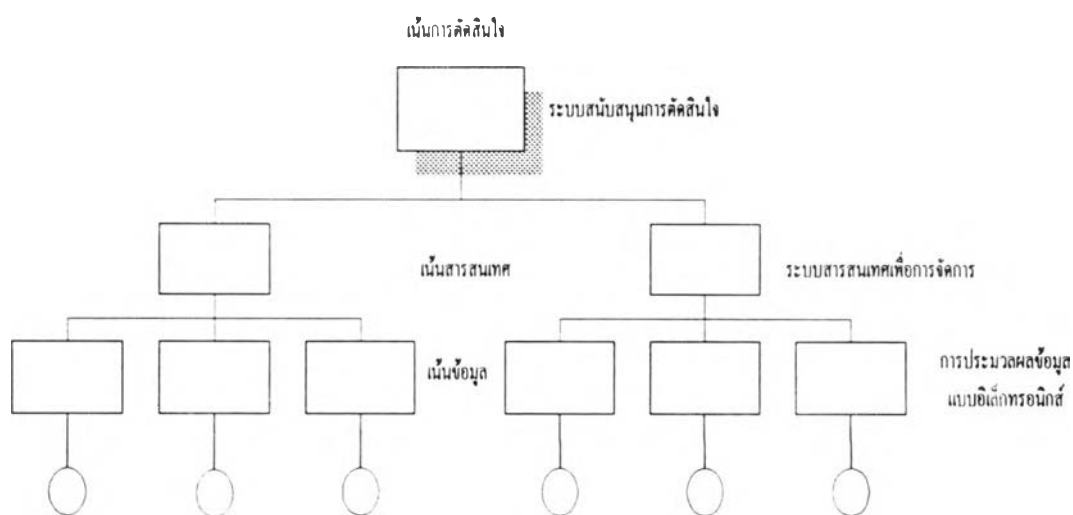 เน้นการตัดสินใจ
ระบบสนับสนุนการตัดสินใจ
เน้นสารสนเทศ
ระบบสารสนเทศเพื่อการจัดการ
เน้นข้อมูล
การประมวลผลข้อมูล
แบบอิเล็กทรอนิกส์